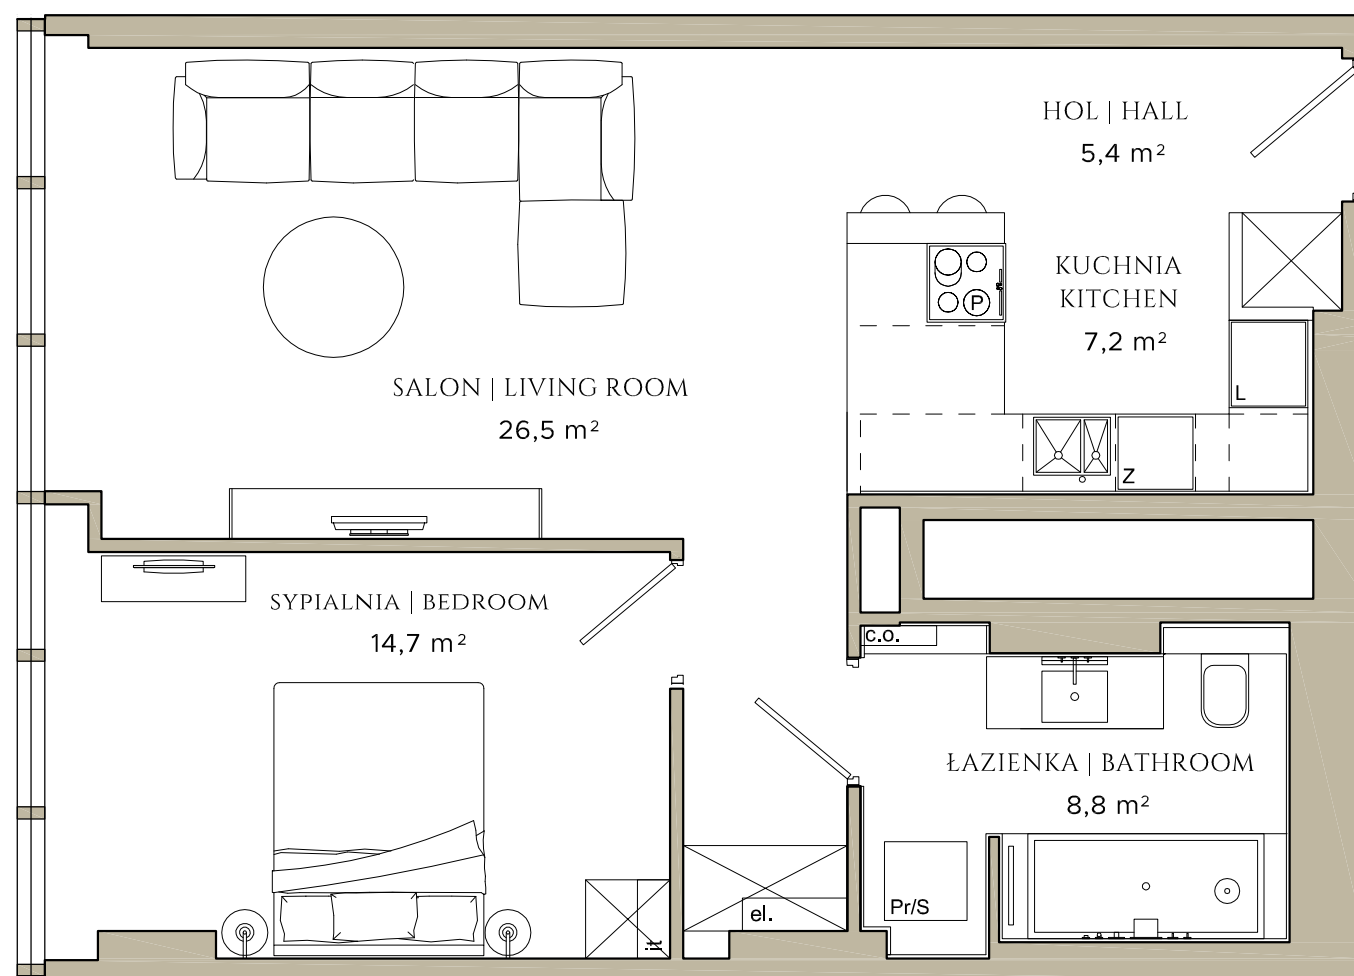 HOL | HALL
5,4 m²
KUCHNIA
KITCHEN
7,2 m²
P
L
SALON | LIVING ROOM
26,5 m²
Z
SYPIALNIA | BEDROOM
14,7 m²
c.o.
ŁAZIENKA | BATHROOM
8,8 m²
Pr/S
el.
it